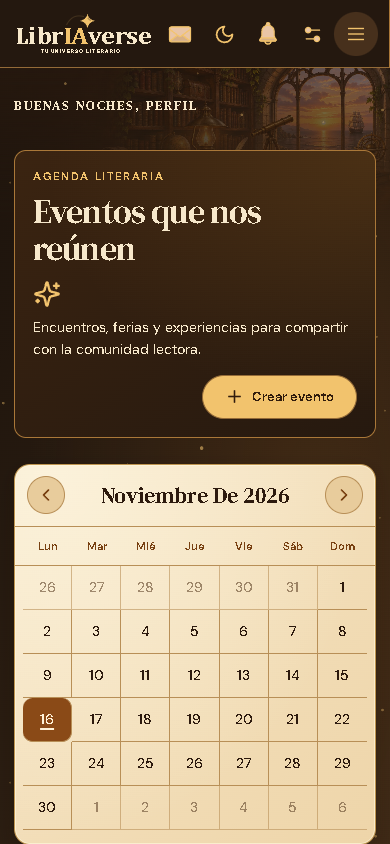 LibrIAverse
TU UNIVERSO LITERARIO
BUENAS NOCHES, PERFIL
AGENDA LITERARIA
Eventos que nos
reúnen
Encuentros, ferias y experiencias para compartir
con la comunidad lectora.
Crear evento
Noviembre De 2026
Lun Mar Mié Jue Vie Sáb Dom
26 27 28 29 30 31 1
2 3 4 5 6 7 8
9 10 11 12 13 14 15
16 17 18 19 20 21 22
23 24 25 26 27 28 29
30 1 2 3 4 5 6